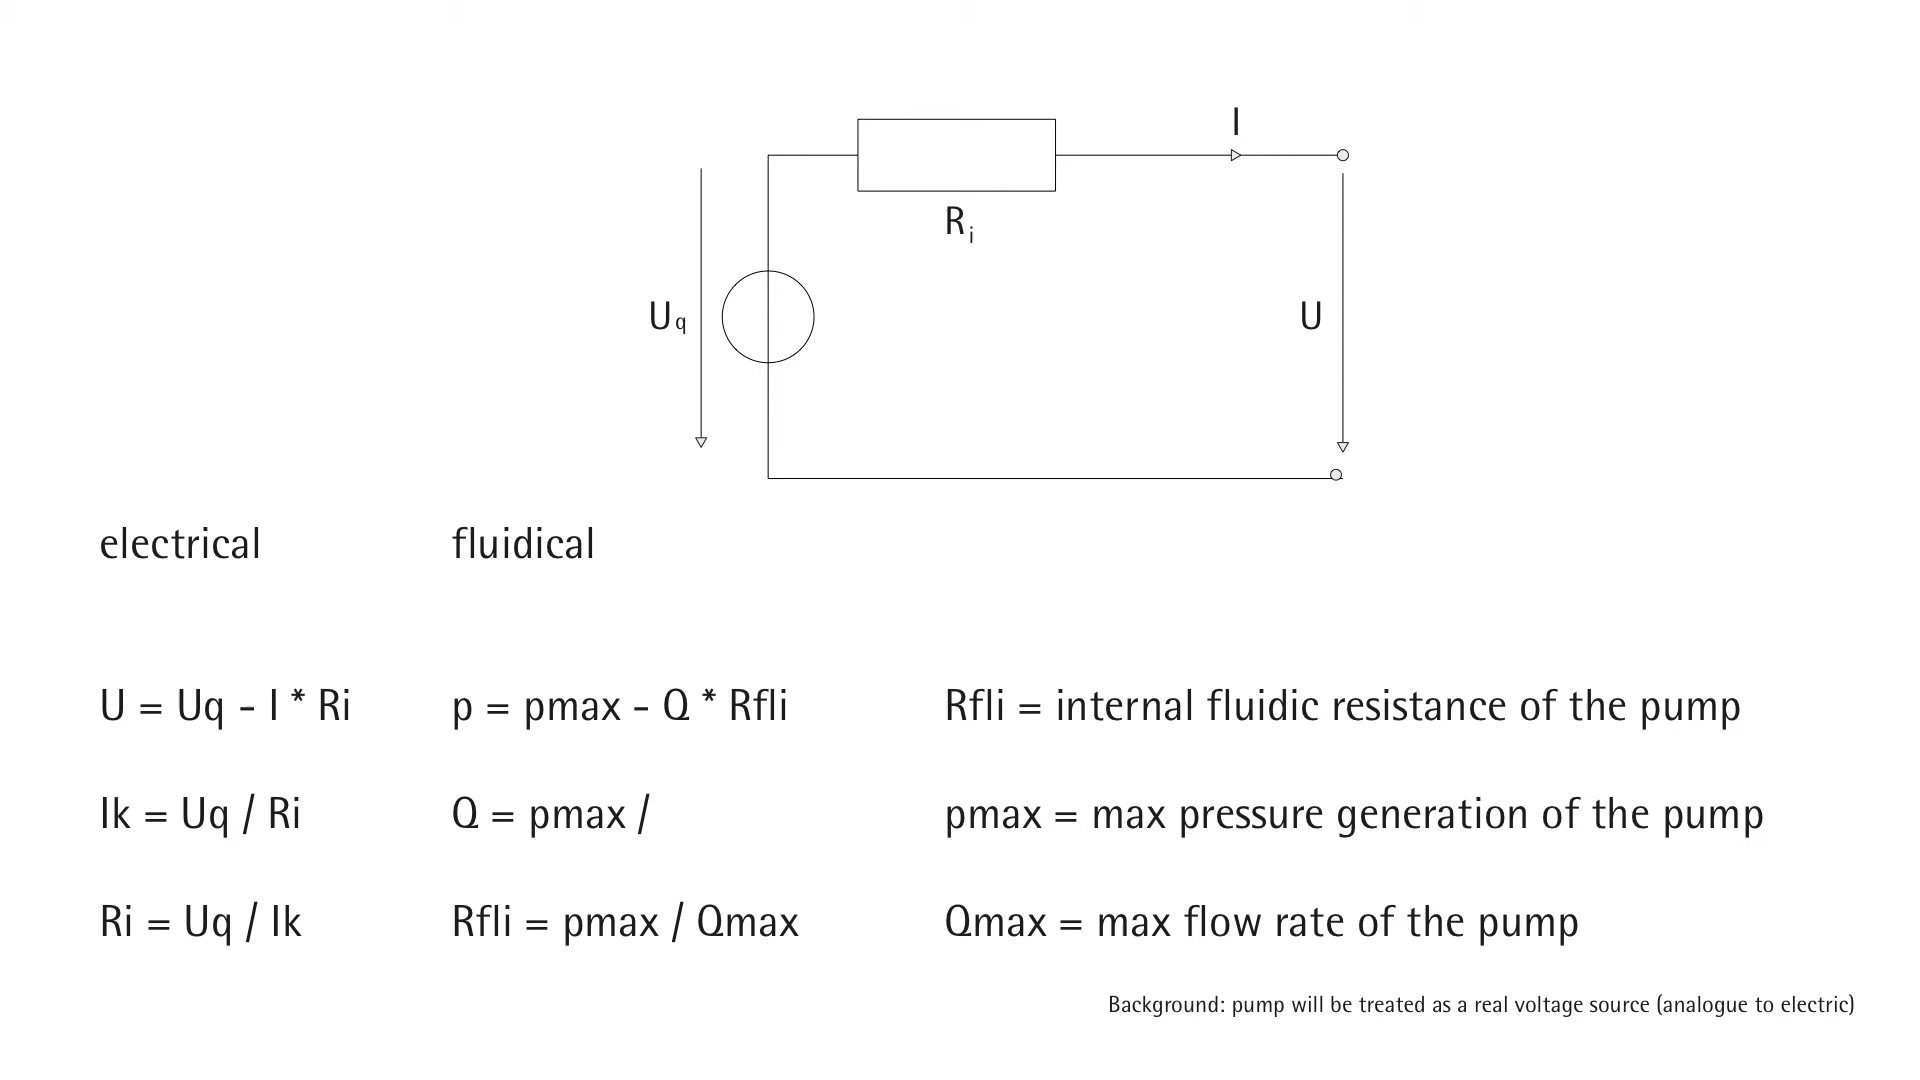 I
Ri
Uq
U
electrical fluidical
U = Uq - I * Ri p = pmax - Q * Rfli Rfli = internal fluidic resistance of the pump
Ik = Uq / Ri Q = pmax / pmax = max pressure generation of the pump
Ri = Uq / Ik Rfli = pmax / Qmax Qmax = max flow rate of the pump
Background: pump will be treated as a real voltage source (analogue to electric)